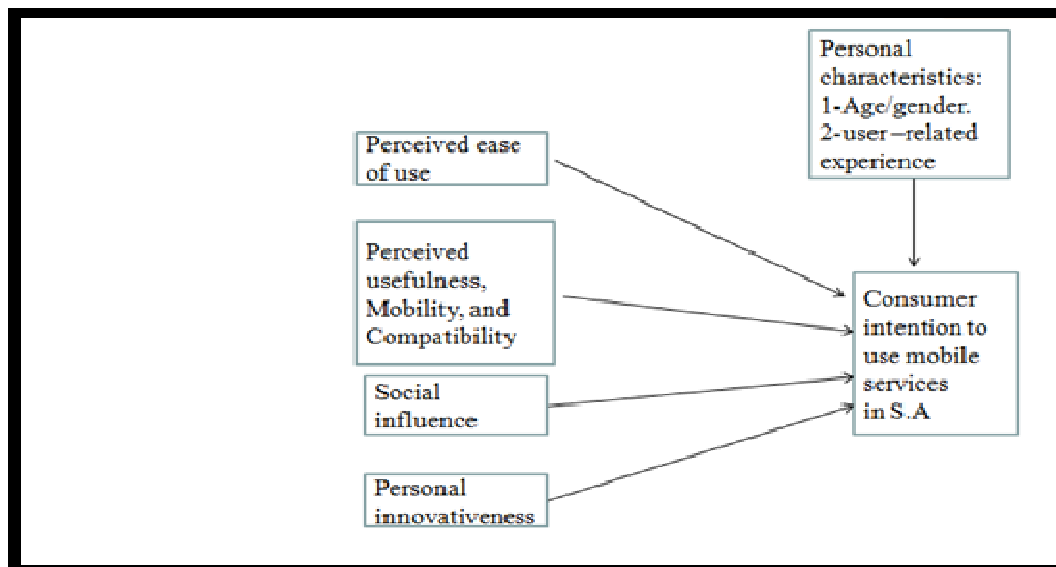 Personal
characteristics:
1-Age/gender.
2-user–related
experience
Perceived ease
of use
Perceived
usefulness,
Mobility, and
Compatibility
Social
influence
Personal
innovativeness
Consumer
intention to
use mobile
services
in S.A